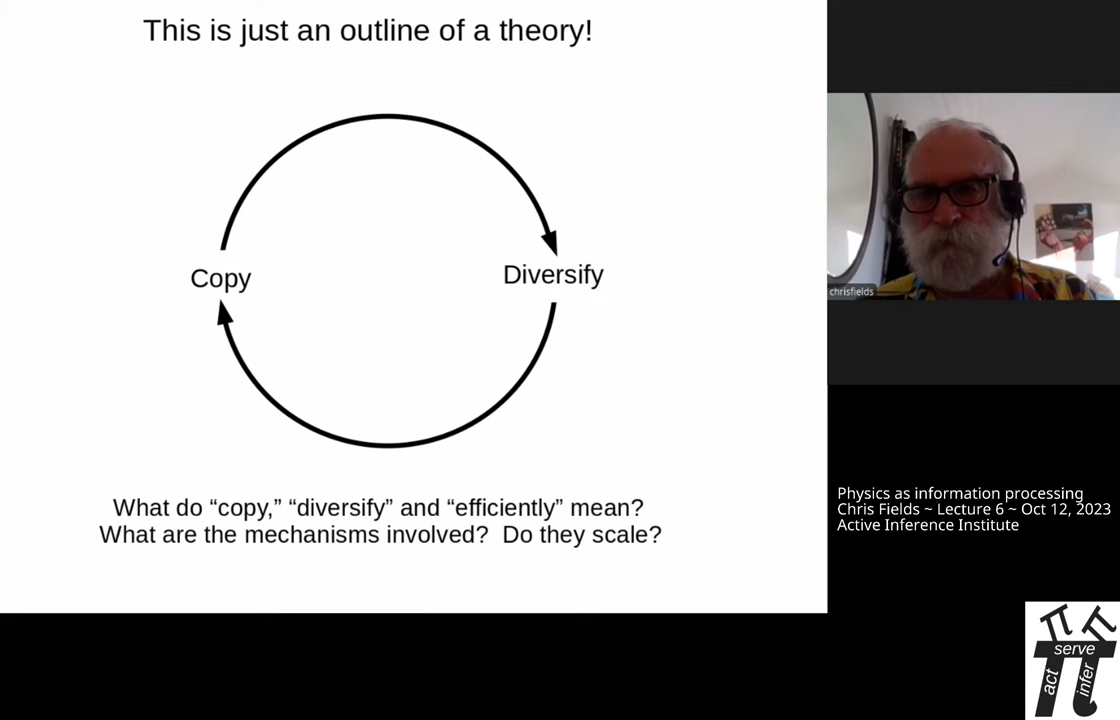 This is just an outline of a theory!
Copy
Diversify
What do “copy,” “diversify” and “efficiently” mean?
What are the mechanisms involved?  Do they scale?
chrisfields
Physics as information processing
Chris Fields ~ Lecture 6 ~ Oct 12, 2023
Active Inference Institute
serve
act
infer